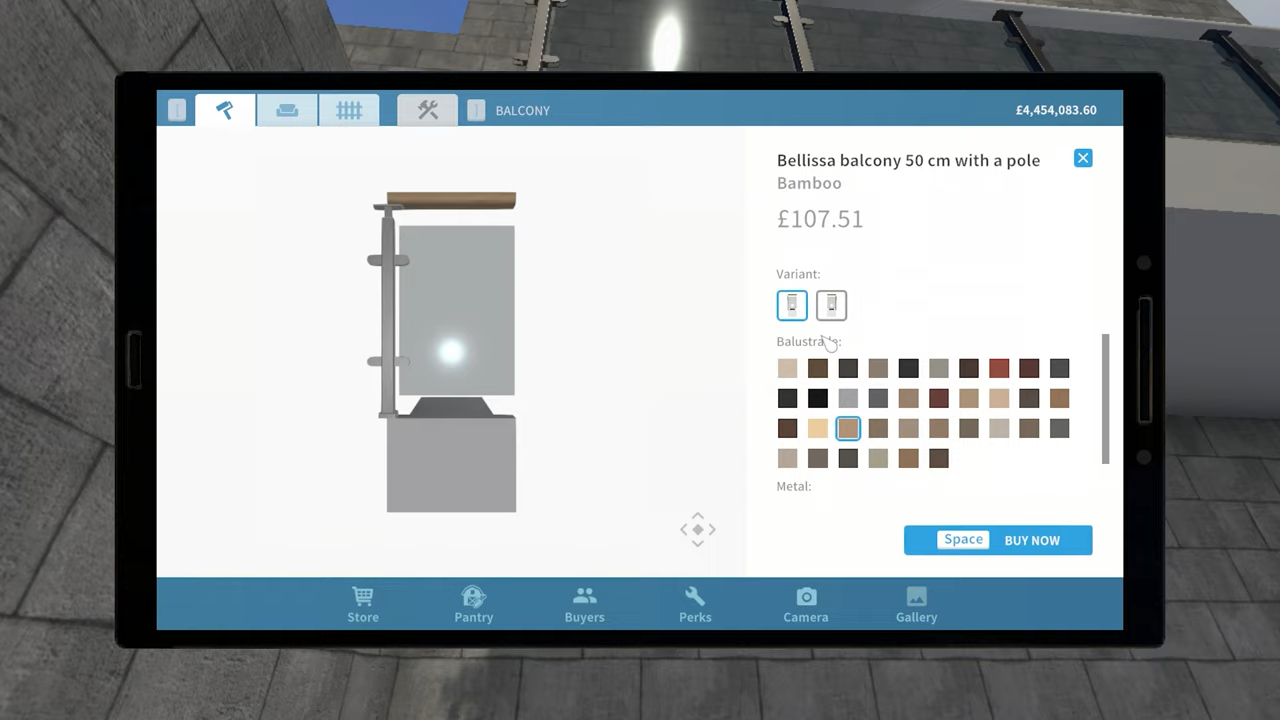 BALCONY
£4,454,083.60
Bellissa balcony 50 cm with a pole
Bamboo
£107.51
Variant:
Balustrade:
Metal:
Space BUY NOW
Store
Pantry
Buyers
Perks
Camera
Gallery